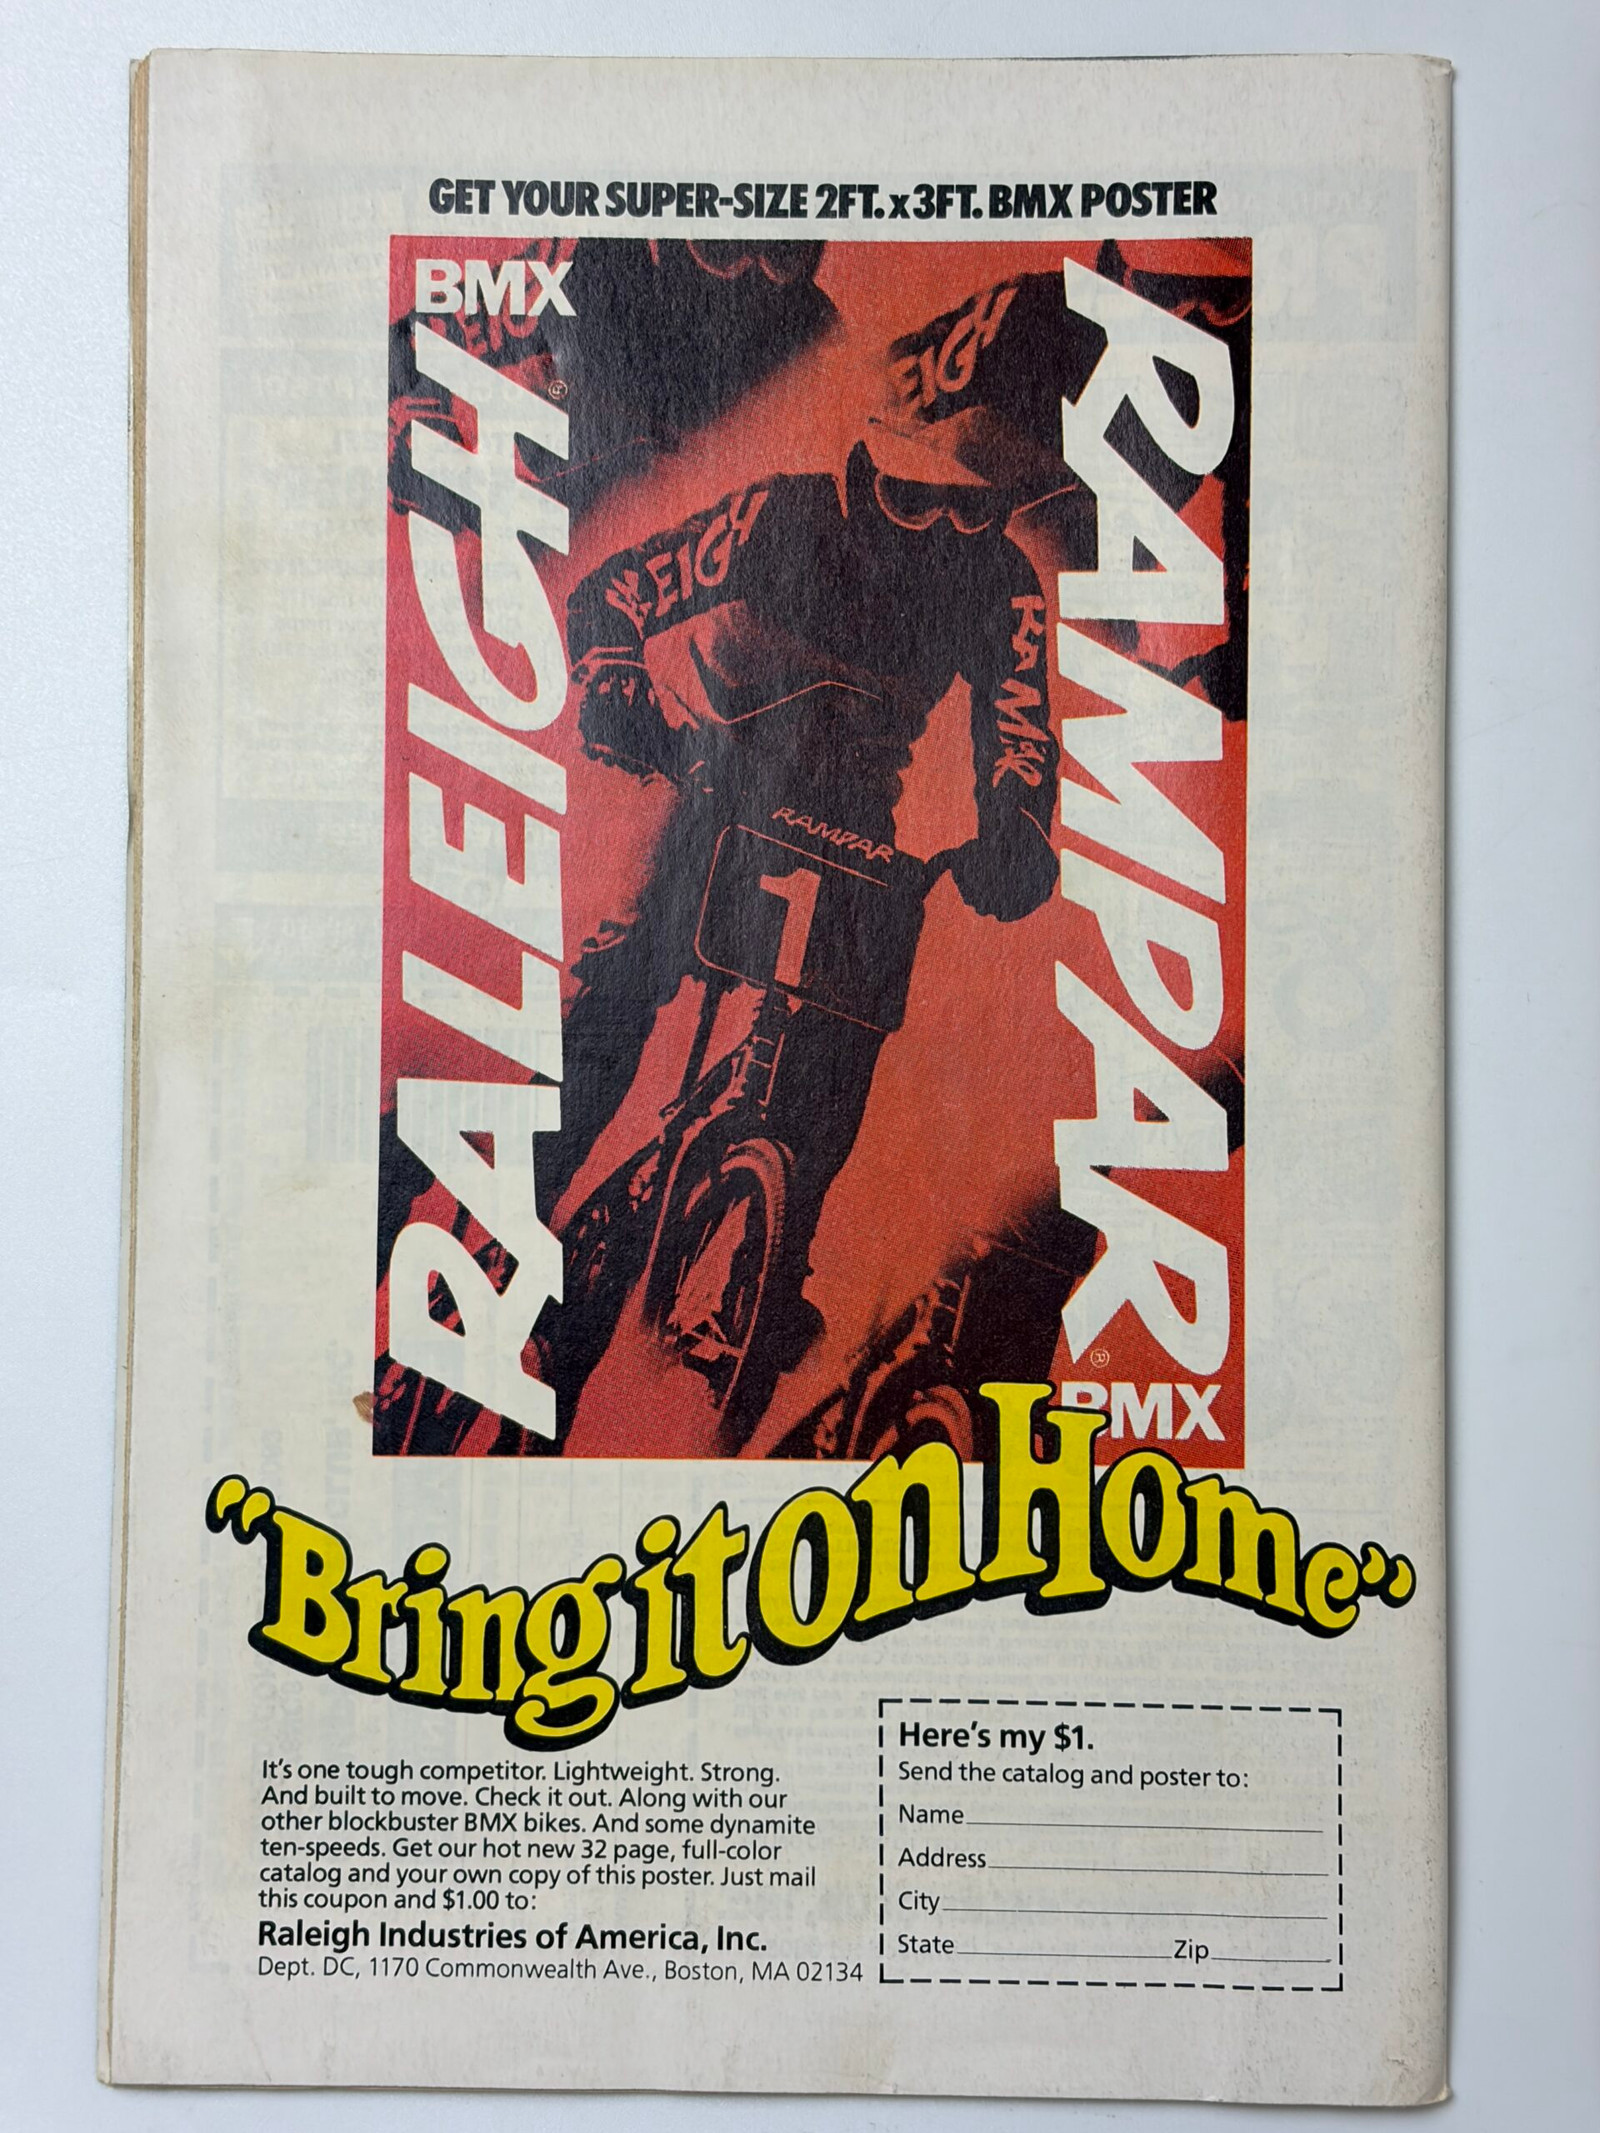 GET YOUR SUPER-SIZE 2FT. x 3FT. BMX POSTER
BMX
RALEIGH®
RAMPAR®
BMX
EIGH
RALEIGH
RAMPAR
RAMPAR
1
"Bring it on Home"
It's one tough competitor. Lightweight. Strong.
And built to move. Check it out. Along with our
other blockbuster BMX bikes. And some dynamite
ten-speeds. Get our hot new 32 page, full-color
catalog and your own copy of this poster. Just mail
this coupon and $1.00 to:
Raleigh Industries of America, Inc.
Dept. DC, 1170 Commonwealth Ave., Boston, MA 02134
Here's my $1.
Send the catalog and poster to:
Name
Address
City
State Zip